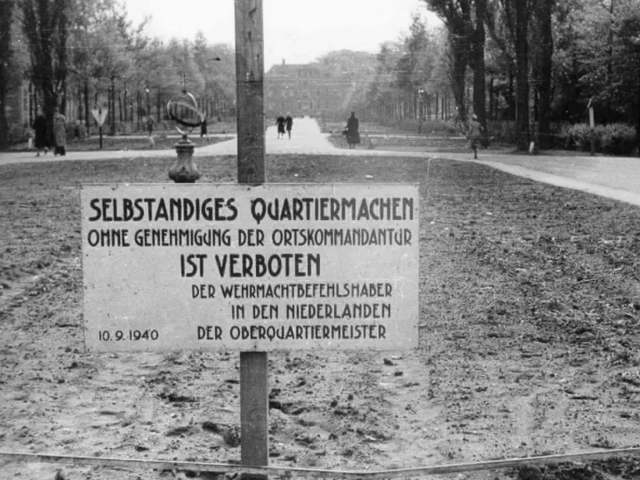 SELBSTANDIGES QUARTIERMACHEN
OHNE GENEHMIGUNG DER ORTSKOMMANDANTUR
IST VERBOTEN
DER WEHRMACHTBEFEHLSHABER
IN DEN NIEDERLANDEN
10.9.1940 DER OBERQUARTIERMEISTER